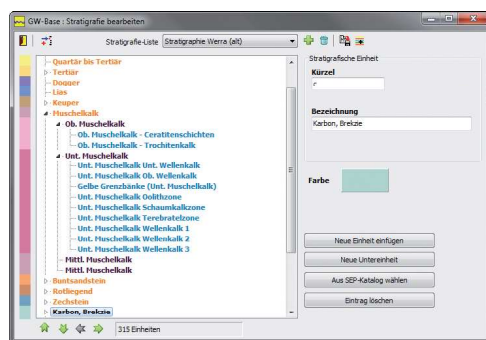 GW-Base : Stratigrafie bearbeiten
Stratigrafie-Liste Stratigraphie Werra (alt)
Quartär bis Tertiär
Tertiär
Dogger
Lias
Keuper
Muschelkalk
Ob. Muschelkalk
Ob. Muschelkalk - Ceratitenschichten
Ob. Muschelkalk - Trochitenkalk
Unt. Muschelkalk
Unt. Muschelkalk Unt. Wellenkalk
Unt. Muschelkalk Ob. Wellenkalk
Gelbe Grenzbänke (Unt. Muschelkalk)
Unt. Muschelkalk Oolithzone
Unt. Muschelkalk Schaumkalkzone
Unt. Muschelkalk Terebratelzone
Unt. Muschelkalk Wellenkalk 1
Unt. Muschelkalk Wellenkalk 2
Unt. Muschelkalk Wellenkalk 3
Mittl. Muschelkalk
Mittl. Muschelkalk
Buntsandstein
Rotliegend
Zechstein
Karbon, Brekzie
315 Einheiten
Stratigrafische Einheit
Kürzel
r
Bezeichnung
Karbon, Brekzie
Farbe
Neue Einheit einfügen
Neue Untereinheit
Aus SEP-Katalog wählen
Eintrag löschen